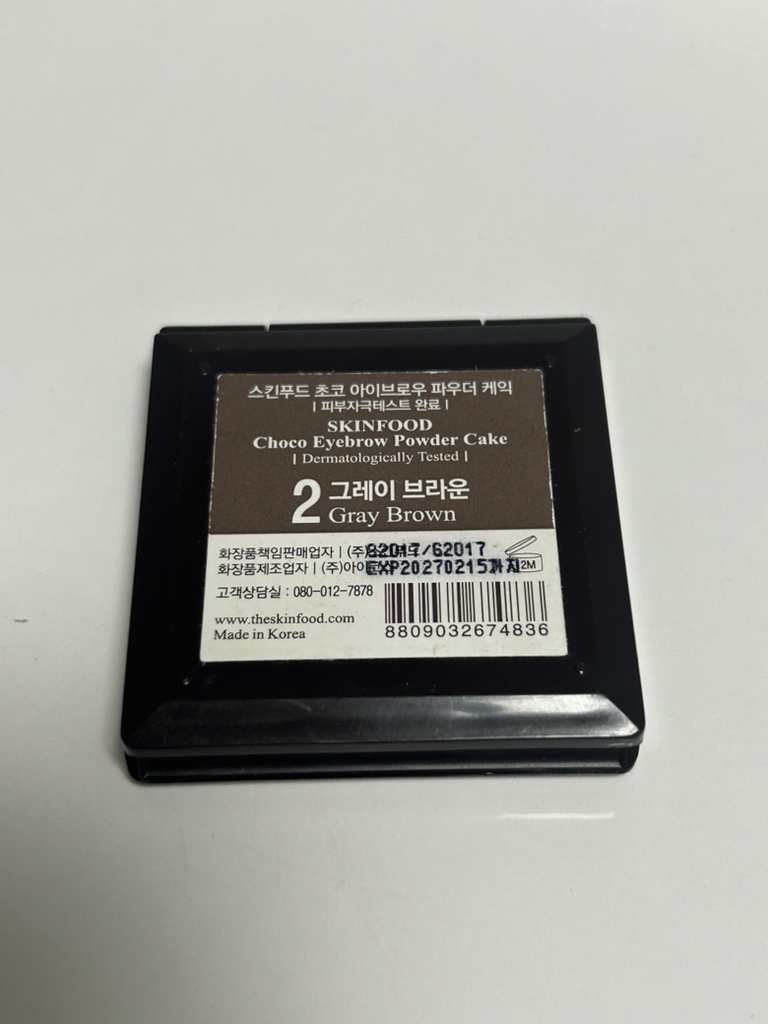 스킨푸드 초코 아이브로우 파우더 케익
| 피부자극테스트 완료 |
SKINFOOD
Choco Eyebrow Powder Cake
| Dermatologically Tested |
2 그레이 브라운
Gray Brown
화장품책임판매업자 | (주)
G2017/G2017
화장품제조업자 | (주)아이
EXP20270215까지
12M
고객상담실 : 080-012-7878
www.theskinfood.com
Made in Korea
8809032674836